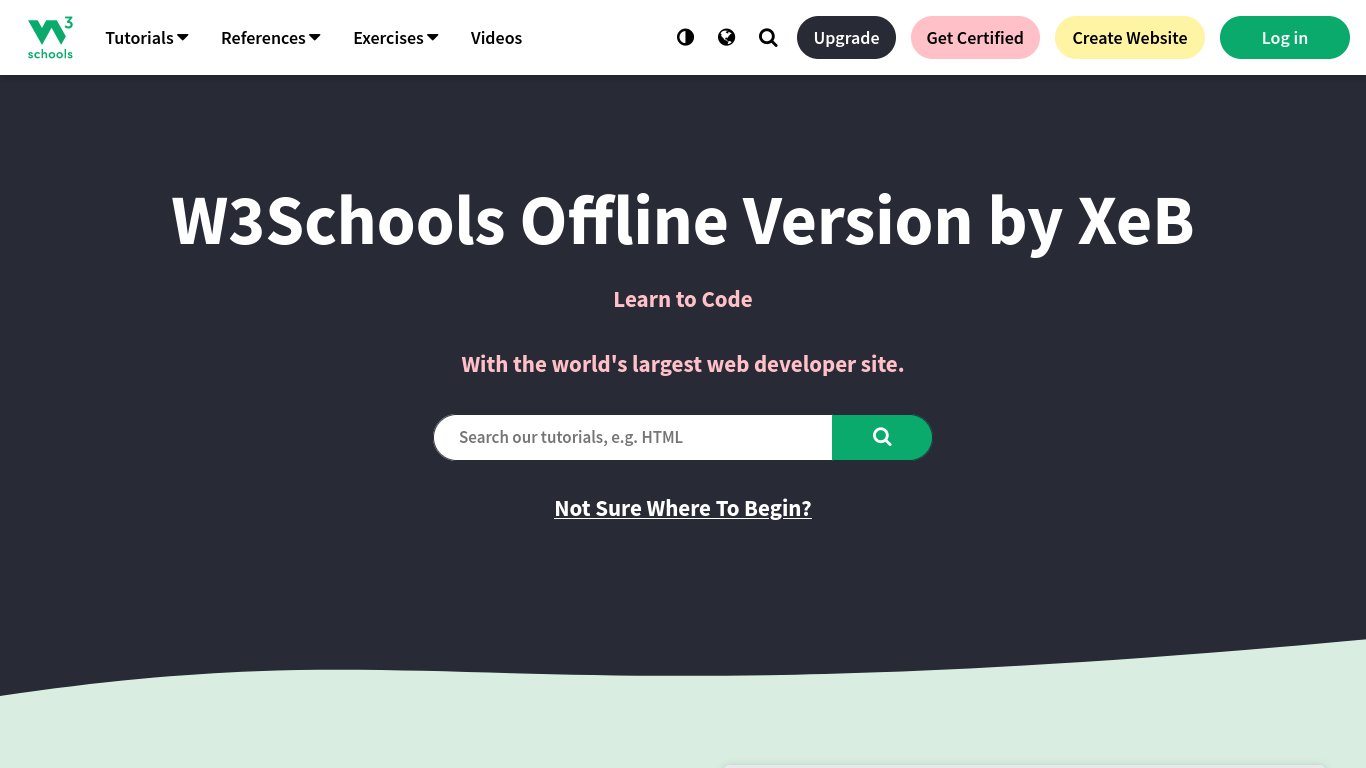 W3 schools
Tutorials References Exercises Videos Upgrade Get Certified Create Website Log in
W3Schools Offline Version by XeB
Learn to Code
With the world's largest web developer site.
Search our tutorials, e.g. HTML
Not Sure Where To Begin?